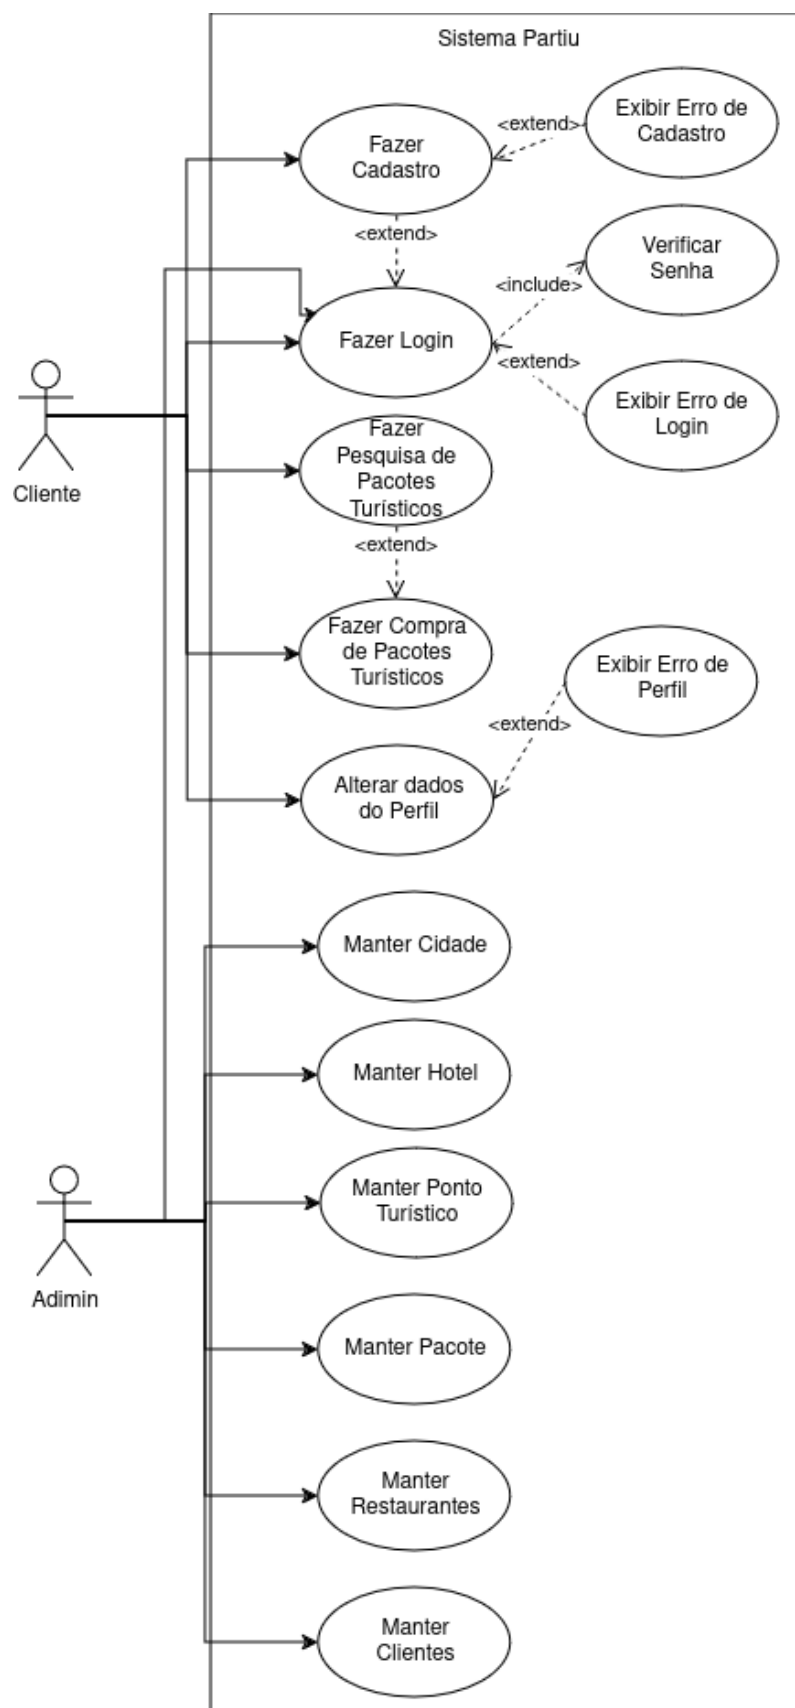 Sistema Partiu
Exibir Erro de
Cadastro
<extend>
Fazer
Cadastro
<extend>
Verificar
Senha
<include>
Fazer Login
<extend>
Exibir Erro de
Login
Cliente
Fazer
Pesquisa de
Pacotes
Turísticos
<extend>
Fazer Compra
de Pacotes
Turísticos
Exibir Erro de
Perfil
<extend>
Alterar dados
do Perfil
Manter Cidade
Manter Hotel
Manter Ponto
Turístico
Adimin
Manter Pacote
Manter
Restaurantes
Manter
Clientes